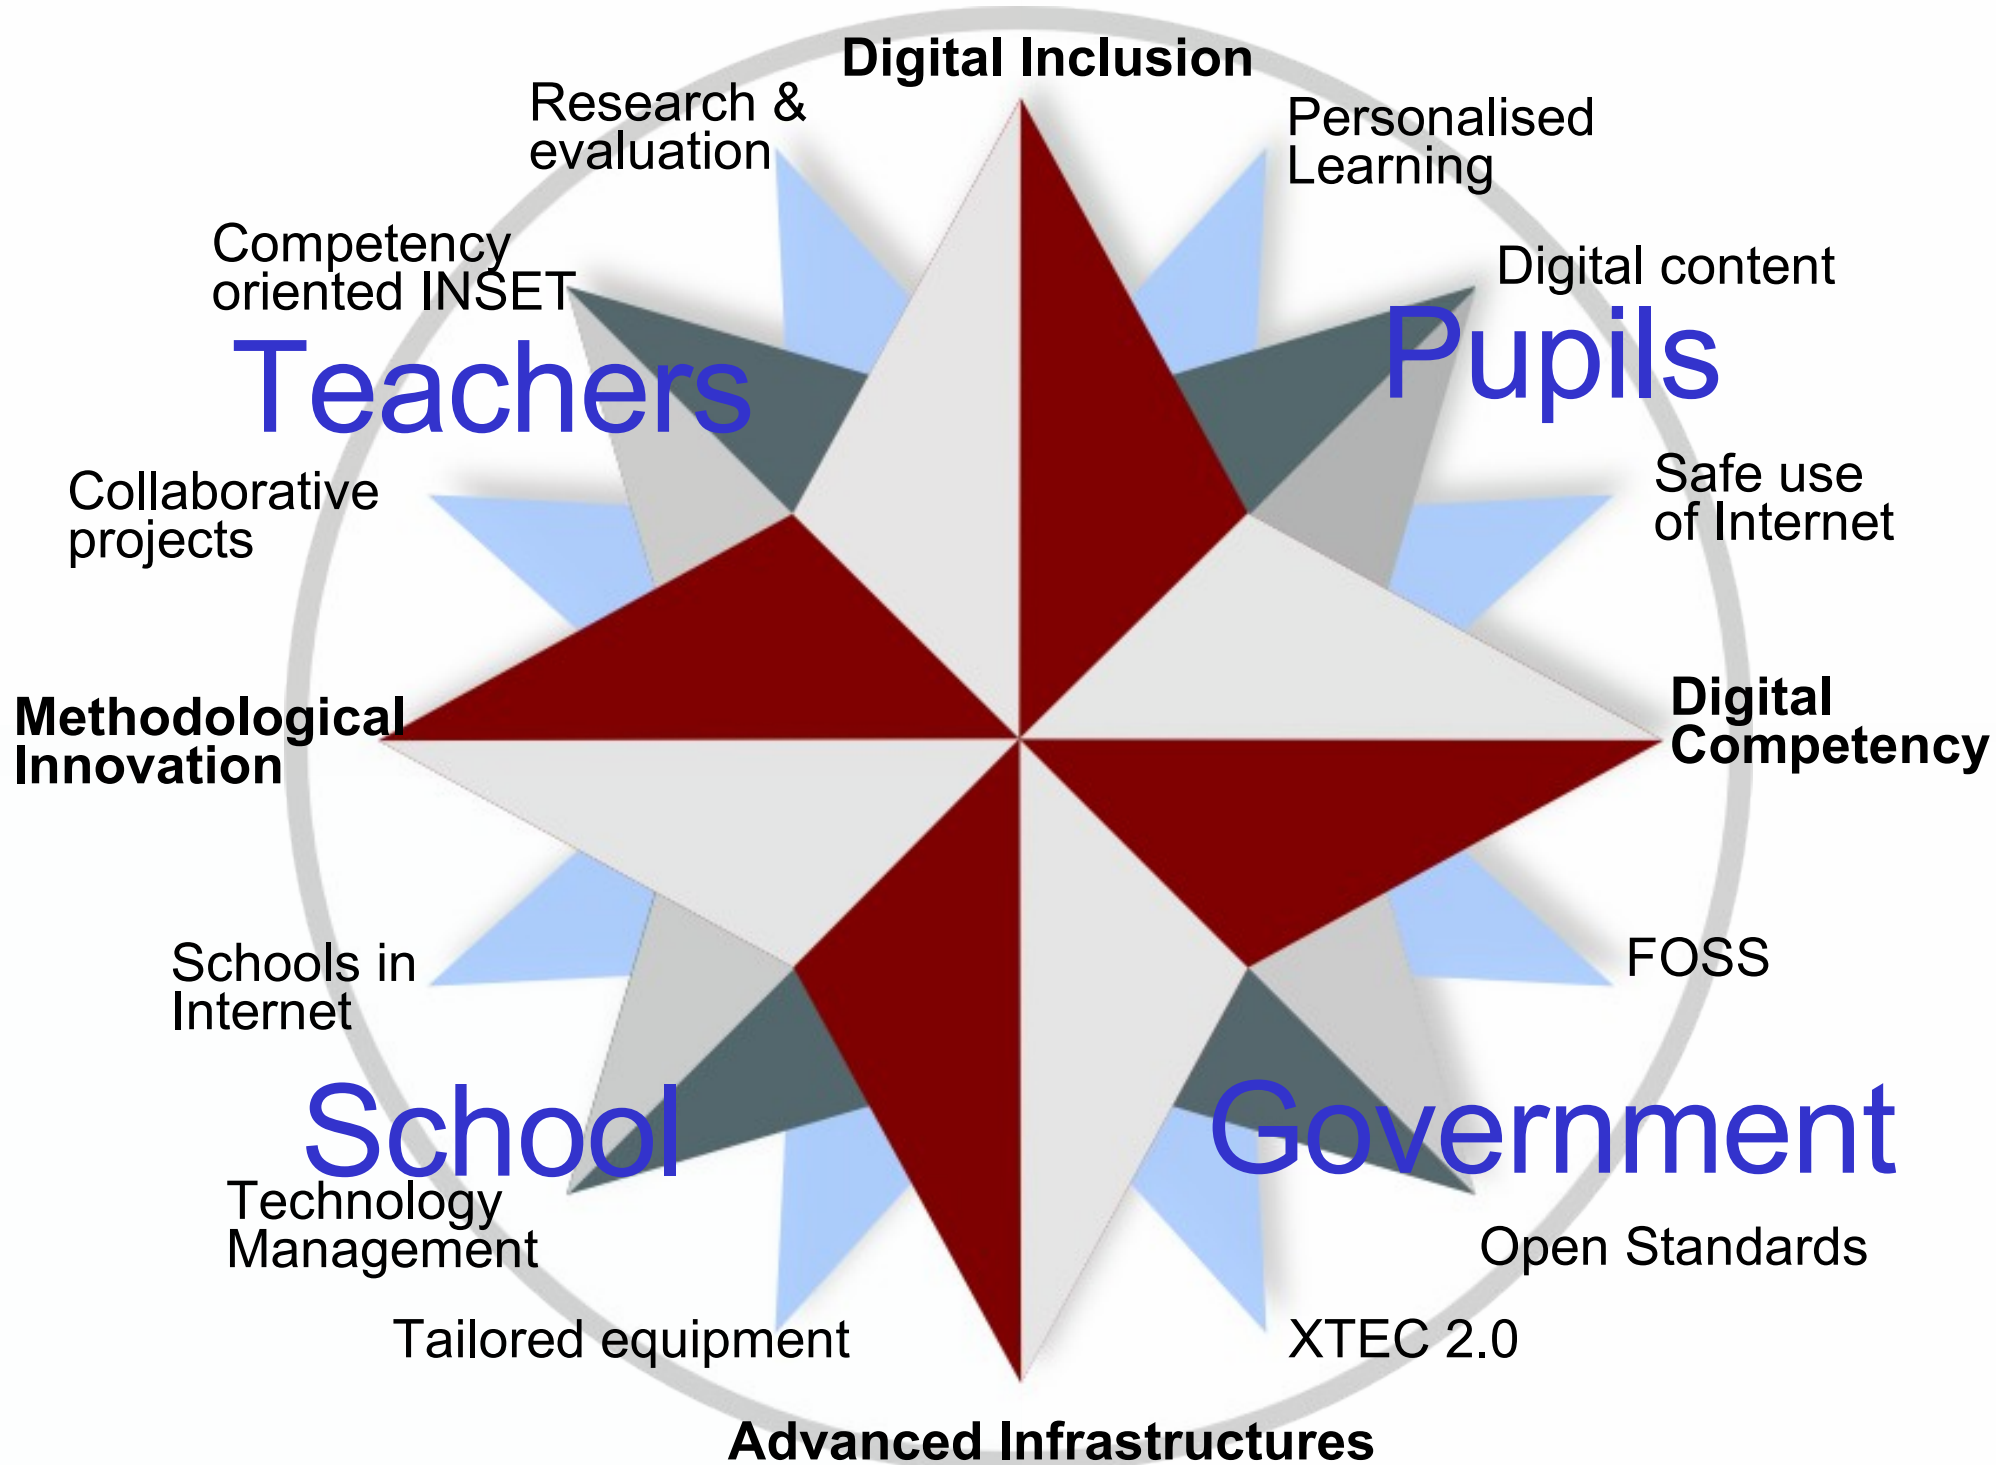 Digital Inclusion
Research &
evaluation
Personalised
Learning
Competency
oriented INSET
Digital content
Teachers
Pupils
Collaborative
projects
Safe use
of Internet
Methodological
Innovation
Digital
Competency
Schools in
Internet
FOSS
School
Government
Technology
Management
Open Standards
Tailored equipment
XTEC 2.0
Advanced Infrastructures